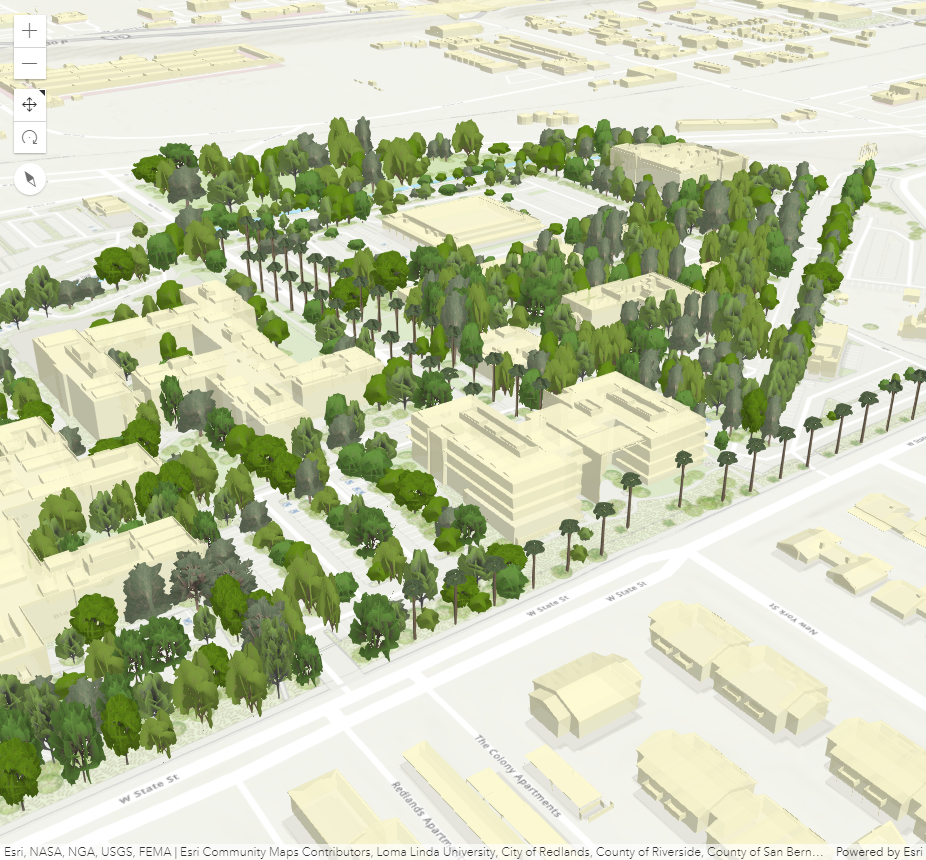 W State St
W State St
W State St
New York St
The Colony Apartments
Redlands Apartm
Esri, NASA, NGA, USGS, FEMA | Esri Community Maps Contributors, Loma Linda University, City of Redlands, County of Riverside, County of San Bern...
Powered by Esri